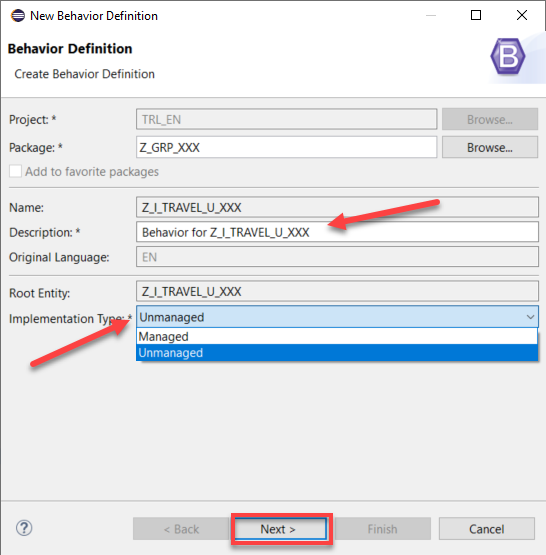 New Behavior Definition
Behavior Definition
Create Behavior Definition
B
Project: * TRL_EN Browse...
Package: * Z_GRP_XXX Browse...
Add to favorite packages
Name: Z_I_TRAVEL_U_XXX
Description: * Behavior for Z_I_TRAVEL_U_XXX
Original Language: EN
Root Entity: Z_I_TRAVEL_U_XXX
Implementation Type: * Unmanaged
Managed
Unmanaged
? < Back Next > Finish Cancel